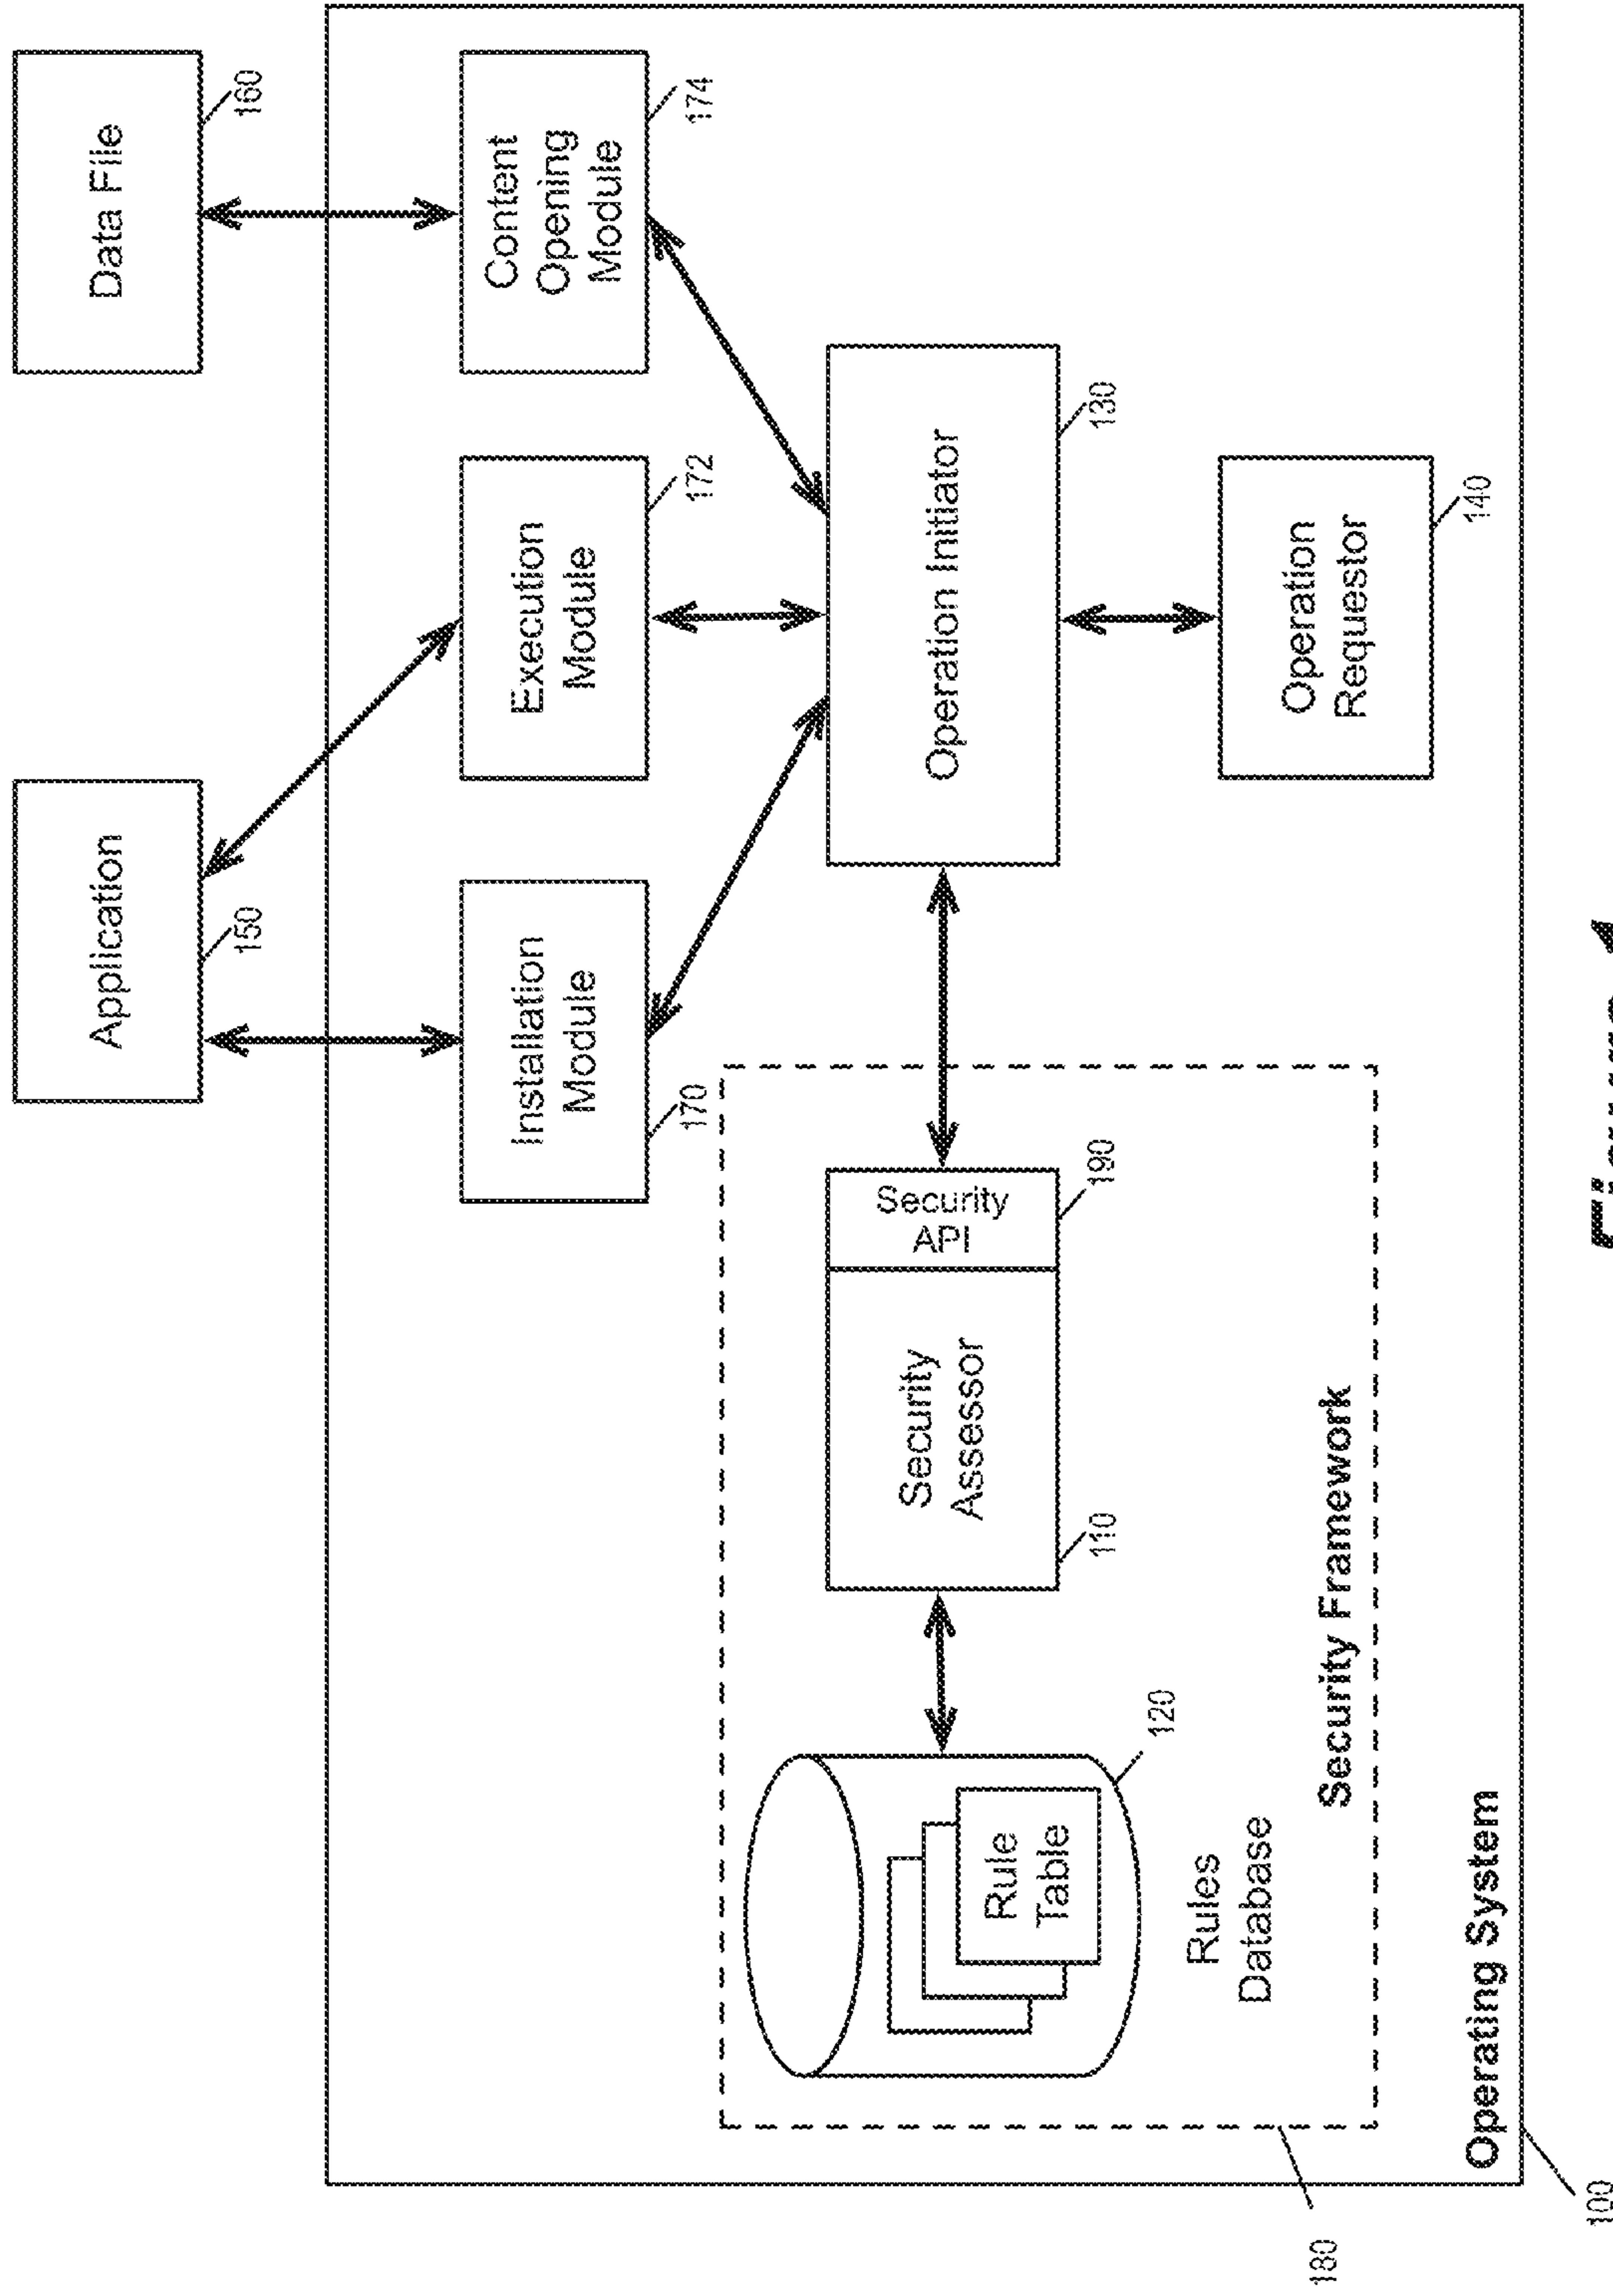 Application
150
Data File
160
Installation
Module
170
Execution
Module
172
Content
Opening
Module
174
Rule
Table
120
Rules
Database
Security
Assessor
110
Security
API
190
Operation Initiator
130
Operation
Requestor
140
Security Framework
180
Operating System
100
Figure 1